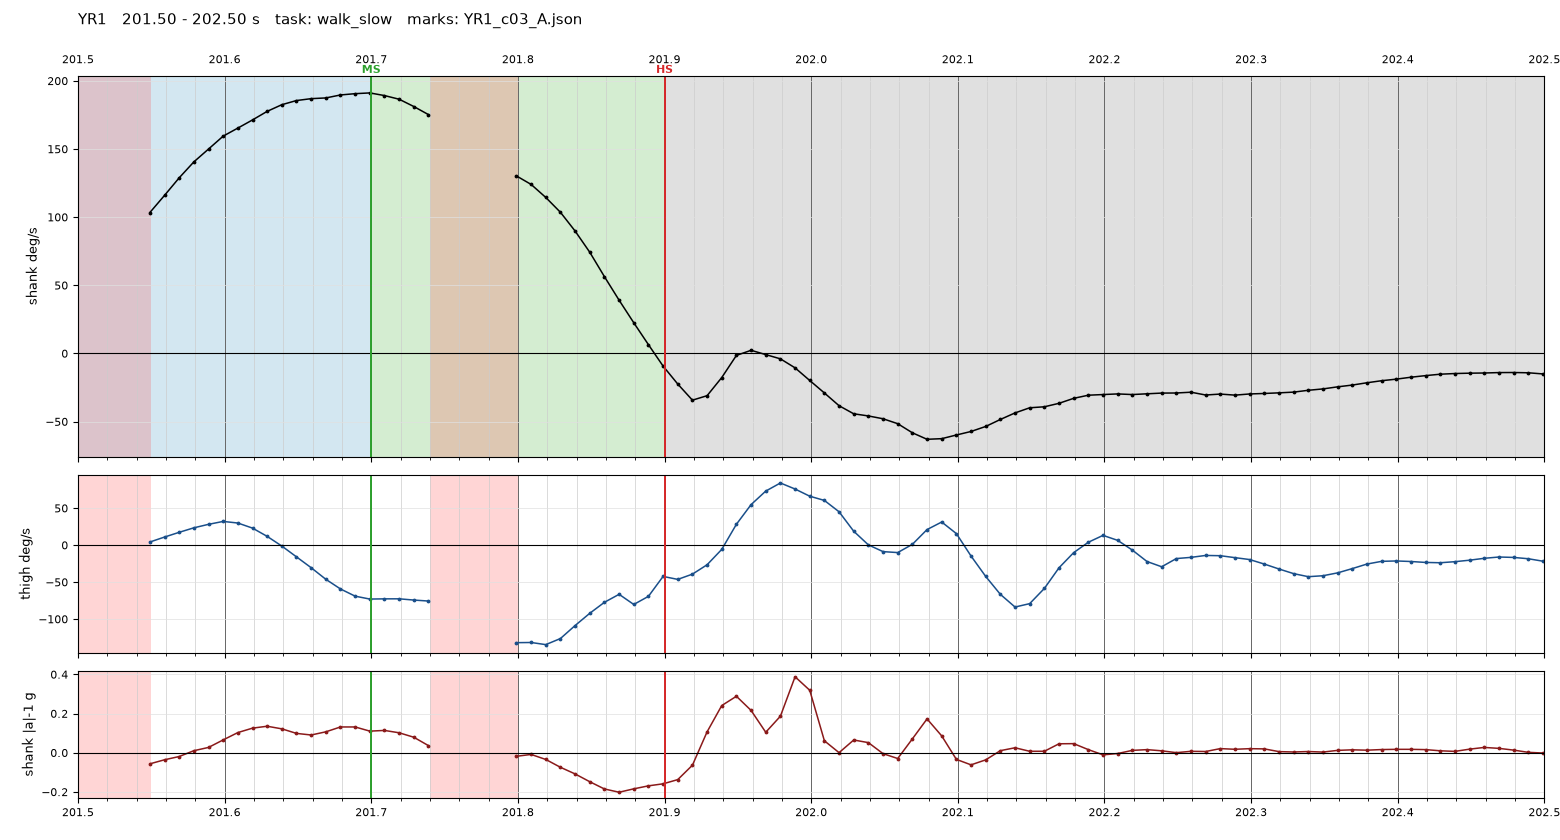 YR1   201.50 - 202.50 s   task: walk_slow   marks: YR1_c03_A.json
201.5 201.6 201.7 201.8 201.9 202.0 202.1 202.2 202.3 202.4 202.5
MS HS
200
150
100
50
0
−50
shank deg/s
50
0
−50
−100
thigh deg/s
0.4
0.2
0.0
−0.2
shank |a|-1 g
201.5 201.6 201.7 201.8 201.9 202.0 202.1 202.2 202.3 202.4 202.5